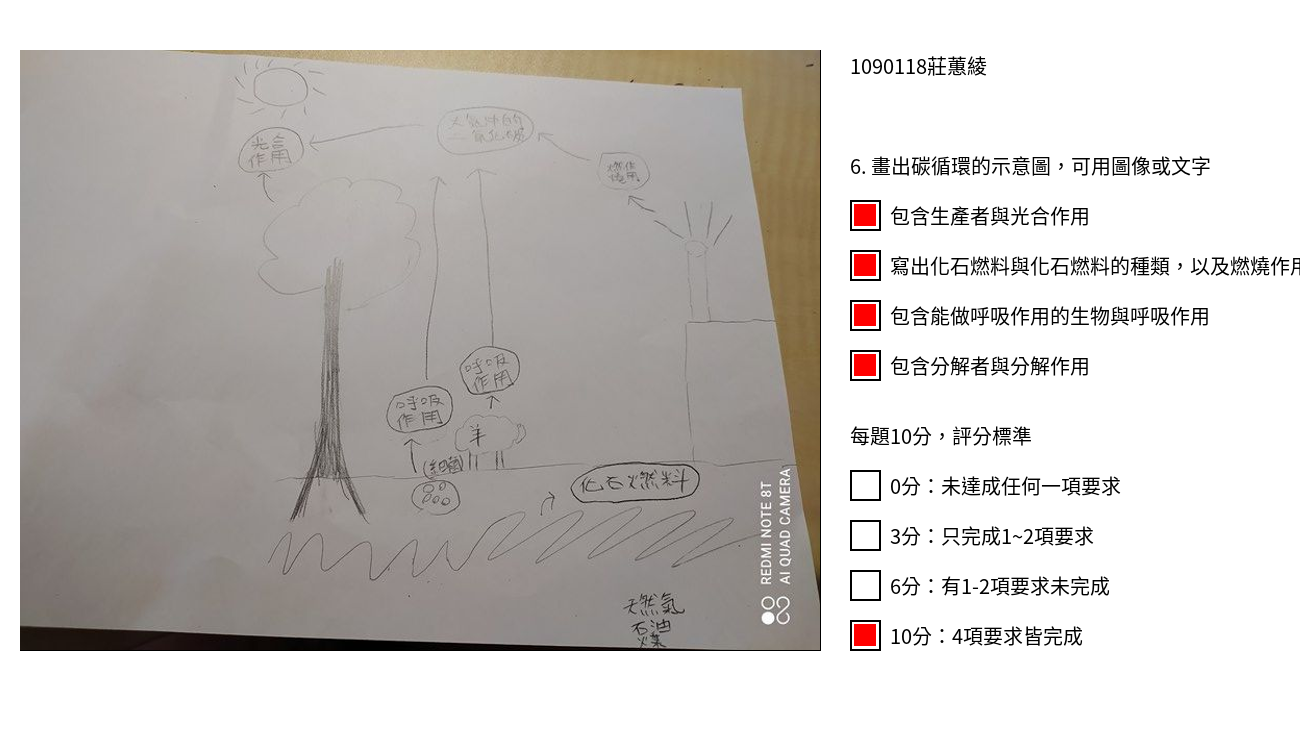 1090118莊蕙綾
6. 畫出碳循環的示意圖，可用圖像或文字
包含生產者與光合作用
寫出化石燃料與化石燃料的種類，以及燃燒作用
包含能做呼吸作用的生物與呼吸作用
包含分解者與分解作用
每題10分，評分標準
0分：未達成任何一項要求
3分：只完成1~2項要求
6分：有1-2項要求未完成
10分：4項要求皆完成
大氣中的
二氧化碳
光合
作用
燃燒
作用
呼吸
作用
呼吸
作用
羊
(細菌)
化石燃料
天然氣
石油
煤
REDMI NOTE 8T
AI QUAD CAMERA